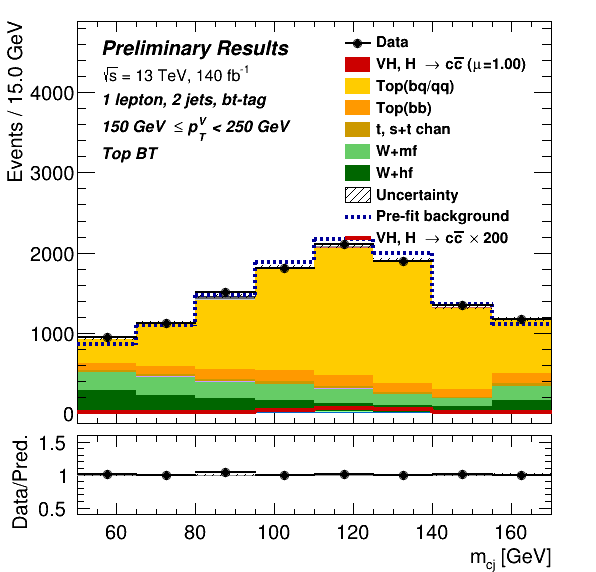 Events / 15.0 GeV
4000
3000
2000
1000
0
Preliminary Results
√s = 13 TeV, 140 fb⁻¹
1 lepton, 2 jets, bt-tag
150 GeV ≤ p_T^V < 250 GeV
Top BT
Data
VH, H → cc̅ (μ=1.00)
Top(bq/qq)
Top(bb)
t, s+t chan
W+mf
W+hf
Uncertainty
Pre-fit background
VH, H → cc̅ × 200
Data/Pred.
1.5
1
0.5
60 80 100 120 140 160
m_cj [GeV]